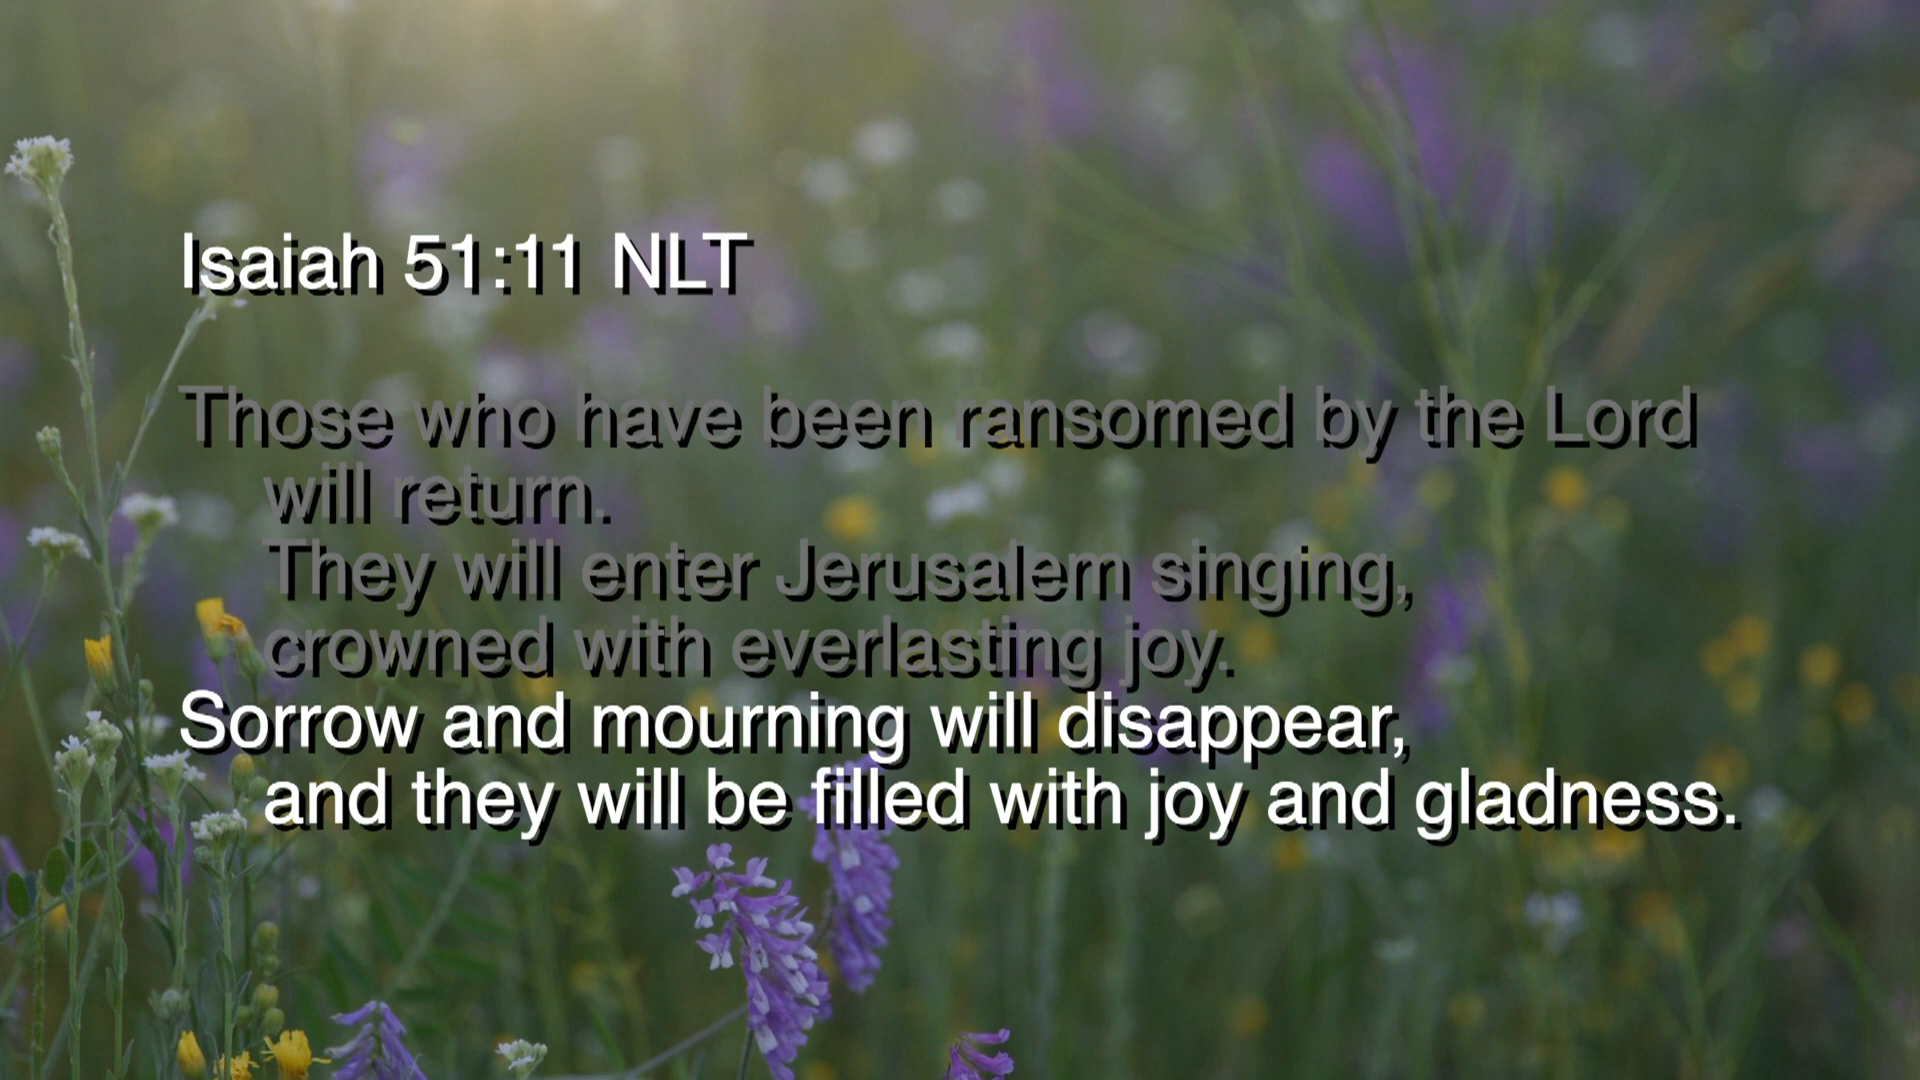 Isaiah 51:11 NLT
Those who have been ransomed by the Lord
will return.
They will enter Jerusalem singing,
crowned with everlasting joy.
Sorrow and mourning will disappear,
and they will be filled with joy and gladness.